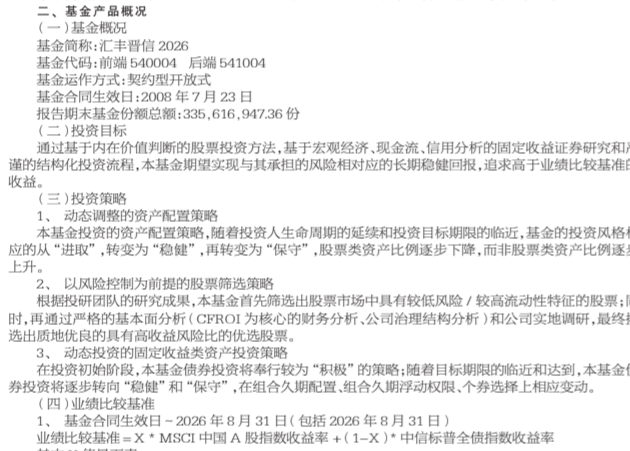 二、基金产品概况
(一)基金概况
基金简称:汇丰晋信 2026
基金代码:前端 540004 后端 541004
基金运作方式:契约型开放式
基金合同生效日:2008 年 7 月 23 日
报告期末基金份额总额:335,616,947.36 份
(二)投资目标
通过基于内在价值判断的股票投资方法,基于宏观经济、现金流、信用分析的固定收益证券研究和严
谨的结构化投资流程,本基金期望实现与其承担的风险相对应的长期稳健回报,追求高于业绩比较基准的
收益。
(三)投资策略
1、 动态调整的资产配置策略
本基金投资的资产配置策略,随着投资人生命周期的延续和投资目标期限的临近,基金的投资风格相
应的从“进取”,转变为“稳健”,再转变为“保守”,股票类资产比例逐步下降,而非股票类资产比例逐步
上升。
2、 以风险控制为前提的股票筛选策略
根据投研团队的研究成果,本基金首先筛选出股票市场中具有较低风险 / 较高流动性特征的股票;同
时,再通过严格的基本面分析(CFROI 为核心的财务分析、公司治理结构分析)和公司实地调研,最终挑
选出质地优良的具有高收益风险比的优选股票。
3、 动态投资的固定收益类资产投资策略
在投资初始阶段,本基金债券投资将奉行较为“积极”的策略;随着目标期限的临近和达到,本基金债
券投资将逐步转向“稳健”和“保守”,在组合久期配置、组合久期浮动权限、个券选择上相应变动。
(四)业绩比较基准
1、 基金合同生效日~2026 年 8 月 31 日(包括 2026 年 8 月 31 日)
业绩比较基准=X * MSCI 中国 A 股指数收益率 +(1-X)* 中信标普全债指数收益率